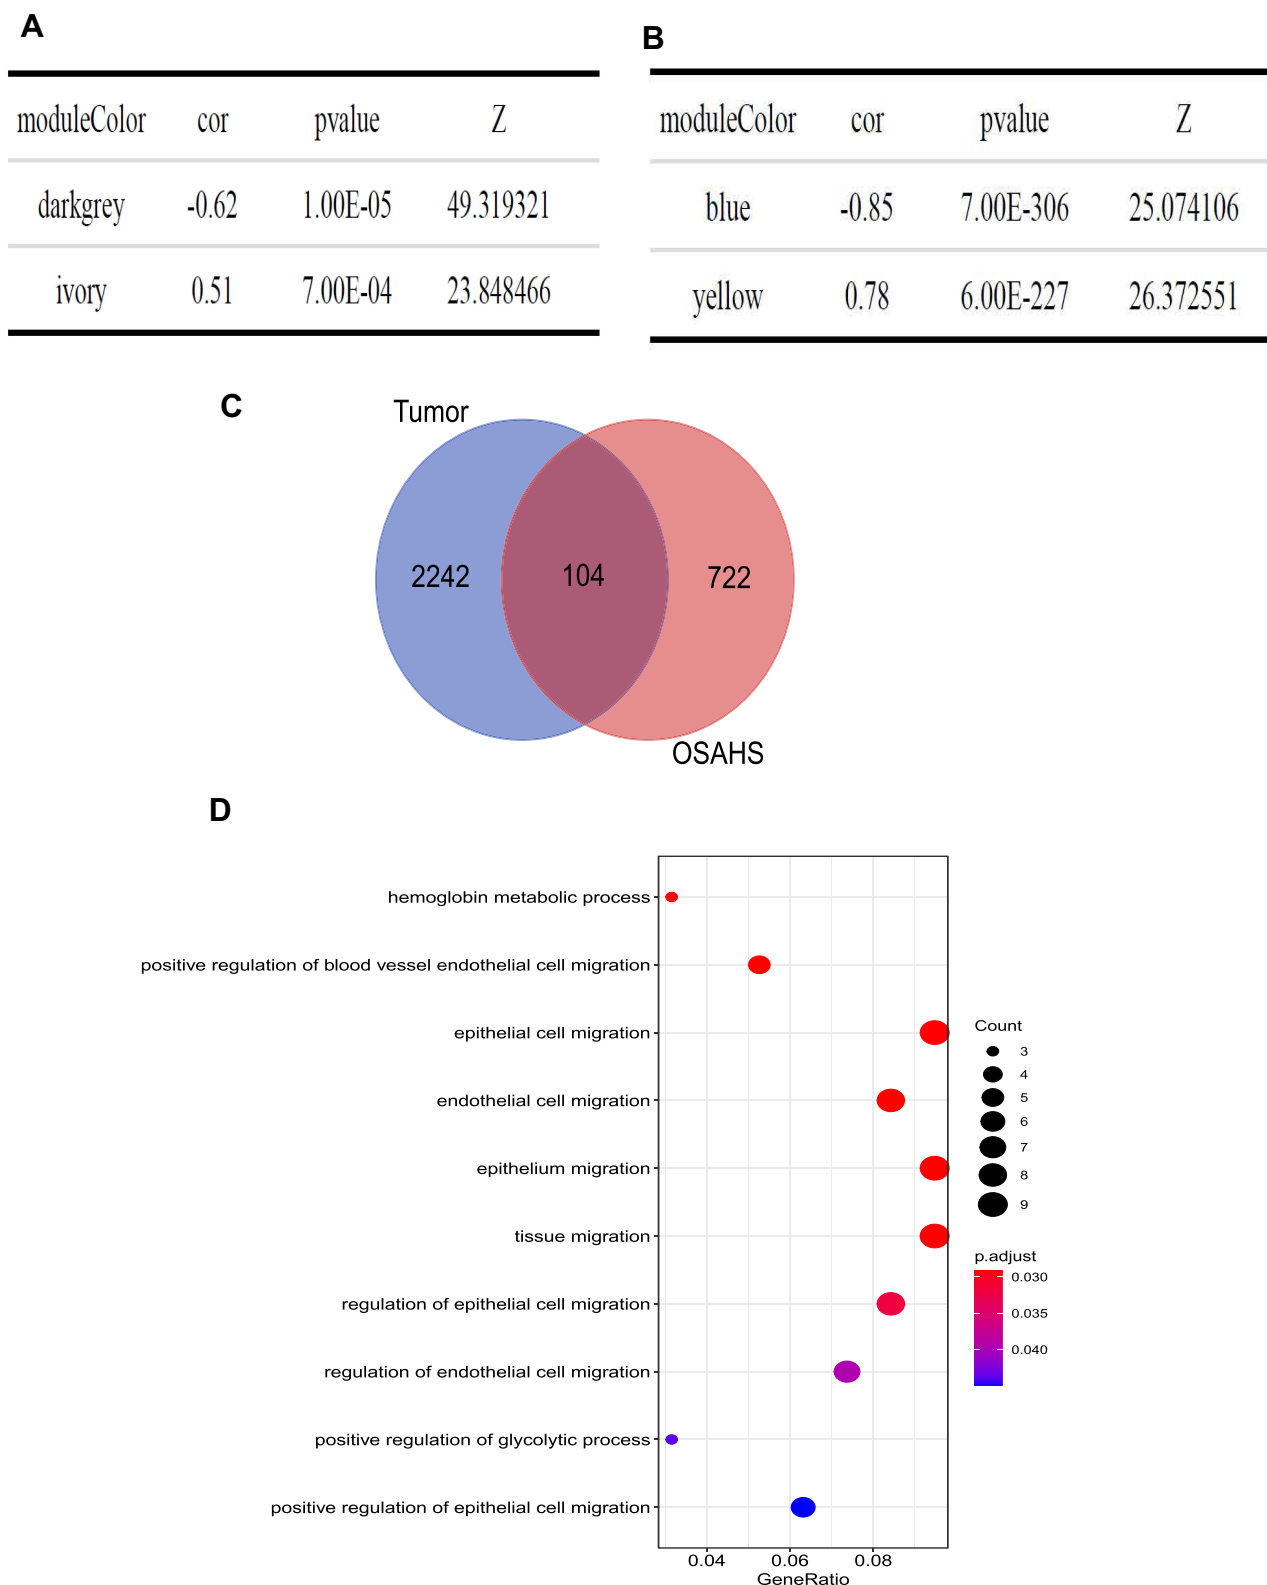 A
moduleColor cor pvalue Z
darkgrey -0.62 1.00E-05 49.319321
ivory 0.51 7.00E-04 23.848466
B
moduleColor cor pvalue Z
blue -0.85 7.00E-306 25.074106
yellow 0.78 6.00E-227 26.372551
C
Tumor
2242 104 722
OSAHS
D
hemoglobin metabolic process
positive regulation of blood vessel endothelial cell migration
epithelial cell migration
endothelial cell migration
epithelium migration
tissue migration
regulation of epithelial cell migration
regulation of endothelial cell migration
positive regulation of glycolytic process
positive regulation of epithelial cell migration
0.04 0.06 0.08
GeneRatio
Count
3
4
5
6
7
8
9
p.adjust
0.030
0.035
0.040